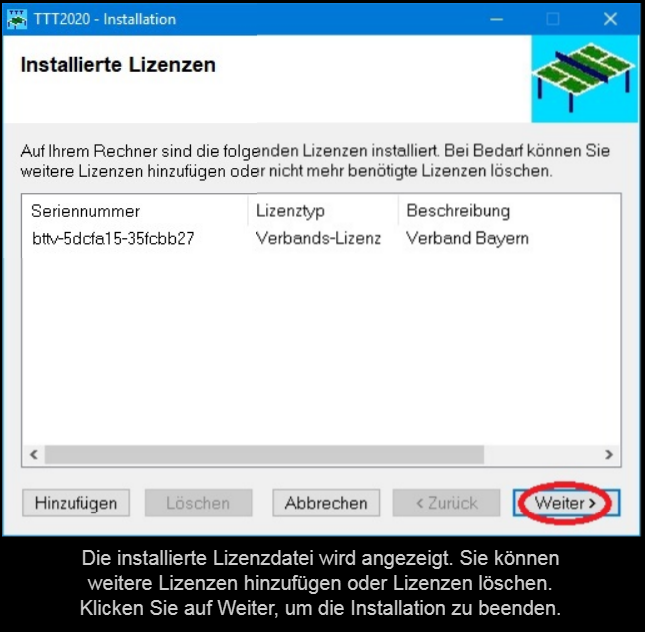 TTT2020 - Installation
Installierte Lizenzen
Auf Ihrem Rechner sind die folgenden Lizenzen installiert. Bei Bedarf können Sie
weitere Lizenzen hinzufügen oder nicht mehr benötigte Lizenzen löschen.
Seriennummer Lizenztyp Beschreibung
bttv-5dcfa15-35fcbb27 Verbands-Lizenz Verband Bayern
Hinzufügen Löschen Abbrechen < Zurück Weiter >
Die installierte Lizenzdatei wird angezeigt. Sie können
weitere Lizenzen hinzufügen oder Lizenzen löschen.
Klicken Sie auf Weiter, um die Installation zu beenden.